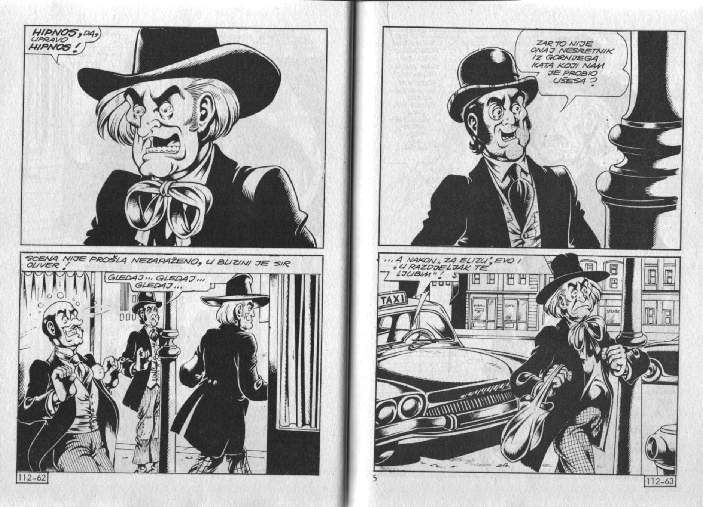 HIPNOS, DA,
UPRAVO
HIPNOS!
SCENA NIJE PROŠLA NEZAPAŽENO, U BLIZINI JE SIR
OLIVER!
GLEDAJ... GLEDAJ...
GLEDAJ...
112-62
ZAR TO NIJE
ONAJ NESRETNIK
IZ GORNJEGA
KATA KOJI NAM
JE PROBIO
UŠESA?
...A NAKON "ZA ELIZU", EVO I
"U RAZDJELJAK TE
LJUBIM"!
TAXI
5
112-63